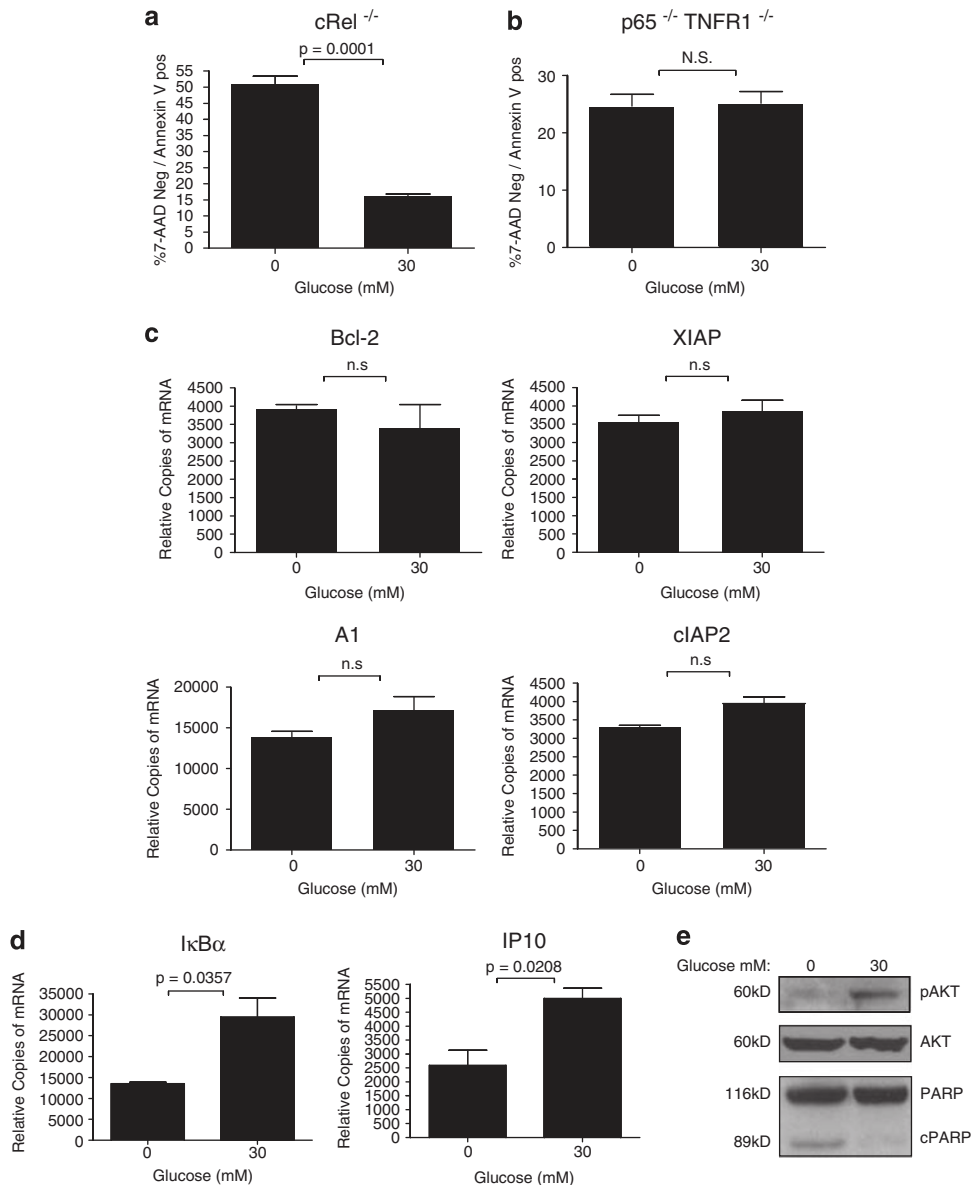 a
cRel -/-
p = 0.0001
%7-AAD Neg / Annexin V pos
55
50
45
40
35
30
25
20
15
10
5
0
0 30
Glucose (mM)
b
p65 -/- TNFR1 -/-
N.S.
%7-AAD Neg / Annexin V pos
30
20
10
0
0 30
Glucose (mM)
c
Bcl-2
n.s
Relative Copies of mRNA
4500
4000
3500
3000
2500
2000
1500
1000
500
0
0 30
Glucose (mM)
XIAP
n.s
Relative Copies of mRNA
4500
4000
3500
3000
2500
2000
1500
1000
500
0
0 30
Glucose (mM)
A1
n.s
Relative Copies of mRNA
20000
15000
10000
5000
0
0 30
Glucose (mM)
cIAP2
n.s
Relative Copies of mRNA
4500
4000
3500
3000
2500
2000
1500
1000
500
0
0 30
Glucose (mM)
d
IκBα
p = 0.0357
Relative Copies of mRNA
35000
30000
25000
20000
15000
10000
5000
0
0 30
Glucose (mM)
IP10
p = 0.0208
Relative Copies of mRNA
5500
5000
4500
4000
3500
3000
2500
2000
1500
1000
500
0
0 30
Glucose (mM)
e
Glucose mM: 0 30
60kD pAKT
60kD AKT
116kD PARP
89kD cPARP